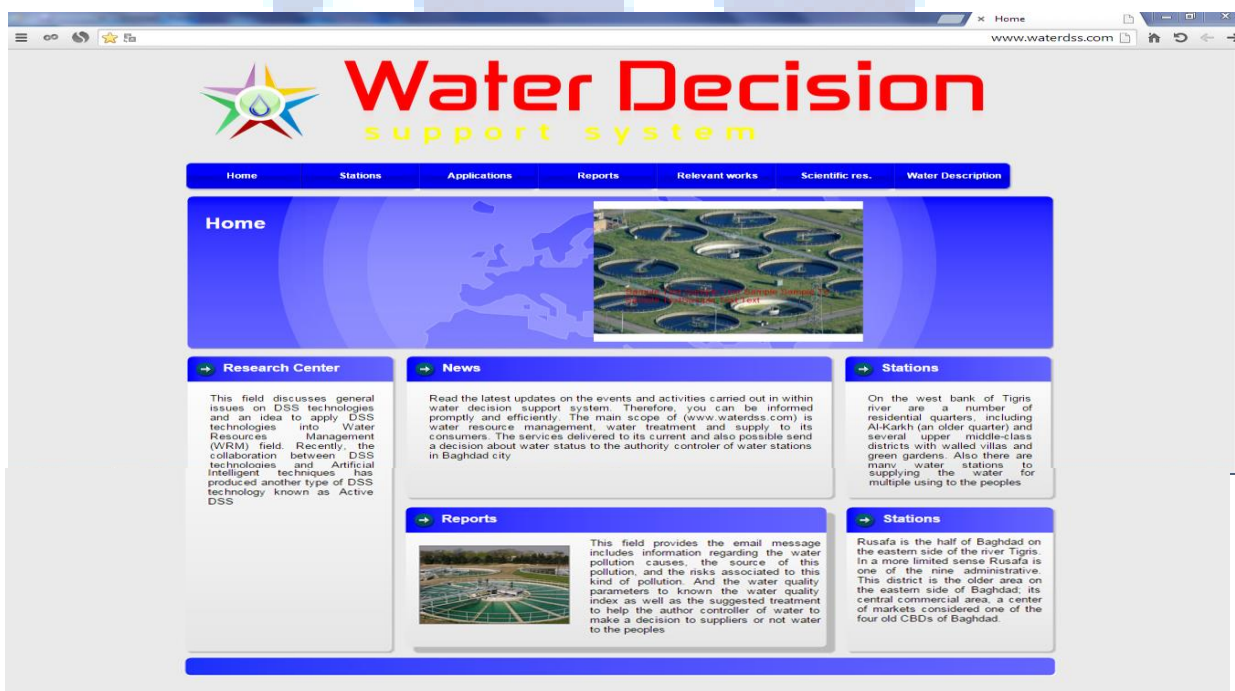 Home
www.waterdss.com
Water Decision
support system
Home Stations Applications Reports Relevant works Scientific res. Water Description
Home
Research Center
This field discusses general
issues on DSS technologies
and an idea to apply DSS
technologies into Water
Resources Management
(WRM) field. Recently, the
collaboration between DSS
technologies and Artificial
Intelligent techniques has
produced another type of DSS
technology known as Active
DSS
News
Read the latest updates on the events and activities carried out in within
water decision support system. Therefore, you can be informed
promptly and efficiently. The main scope of (www.waterdss.com) is
water resource management, water treatment and supply to its
consumers. The services delivered to its current and also possible send
a decision about water status to the authority controler of water stations
in Baghdad city
Stations
On the west bank of Tigris
river are a number of
residential quarters, including
Al-Karkh (an older quarter) and
several upper middle-class
districts with walled villas and
green gardens. Also there are
many water stations to
supplying the water for
multiple using to the peoples
Reports
This field provides the email message
includes information regarding the water
pollution causes, the source of this
pollution, and the risks associated to this
kind of pollution. And the water quality
parameters to known the water quality
index as well as the suggested treatment
to help the author controller of water to
make a decision to suppliers or not water
to the peoples
Stations
Rusafa is the half of Baghdad on
the eastern side of the river Tigris.
In a more limited sense Rusafa is
one of the nine administrative.
This district is the older area on
the eastern side of Baghdad; its
central commercial area, a center
of markets considered one of the
four old CBDs of Baghdad.